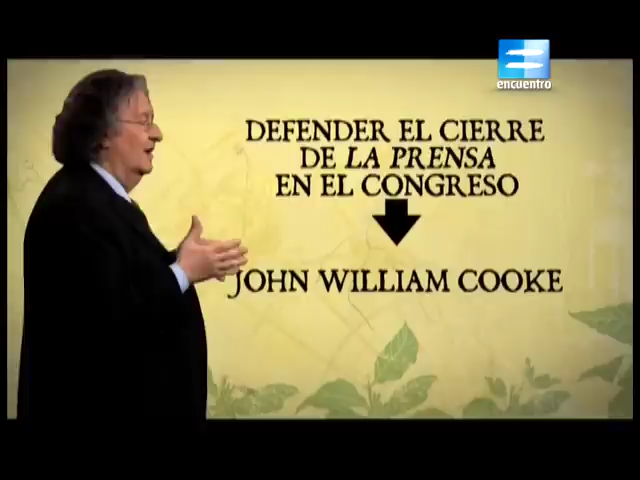 encuentro
DEFENDER EL CIERRE
DE LA PRENSA
EN EL CONGRESO
JOHN WILLIAM COOKE